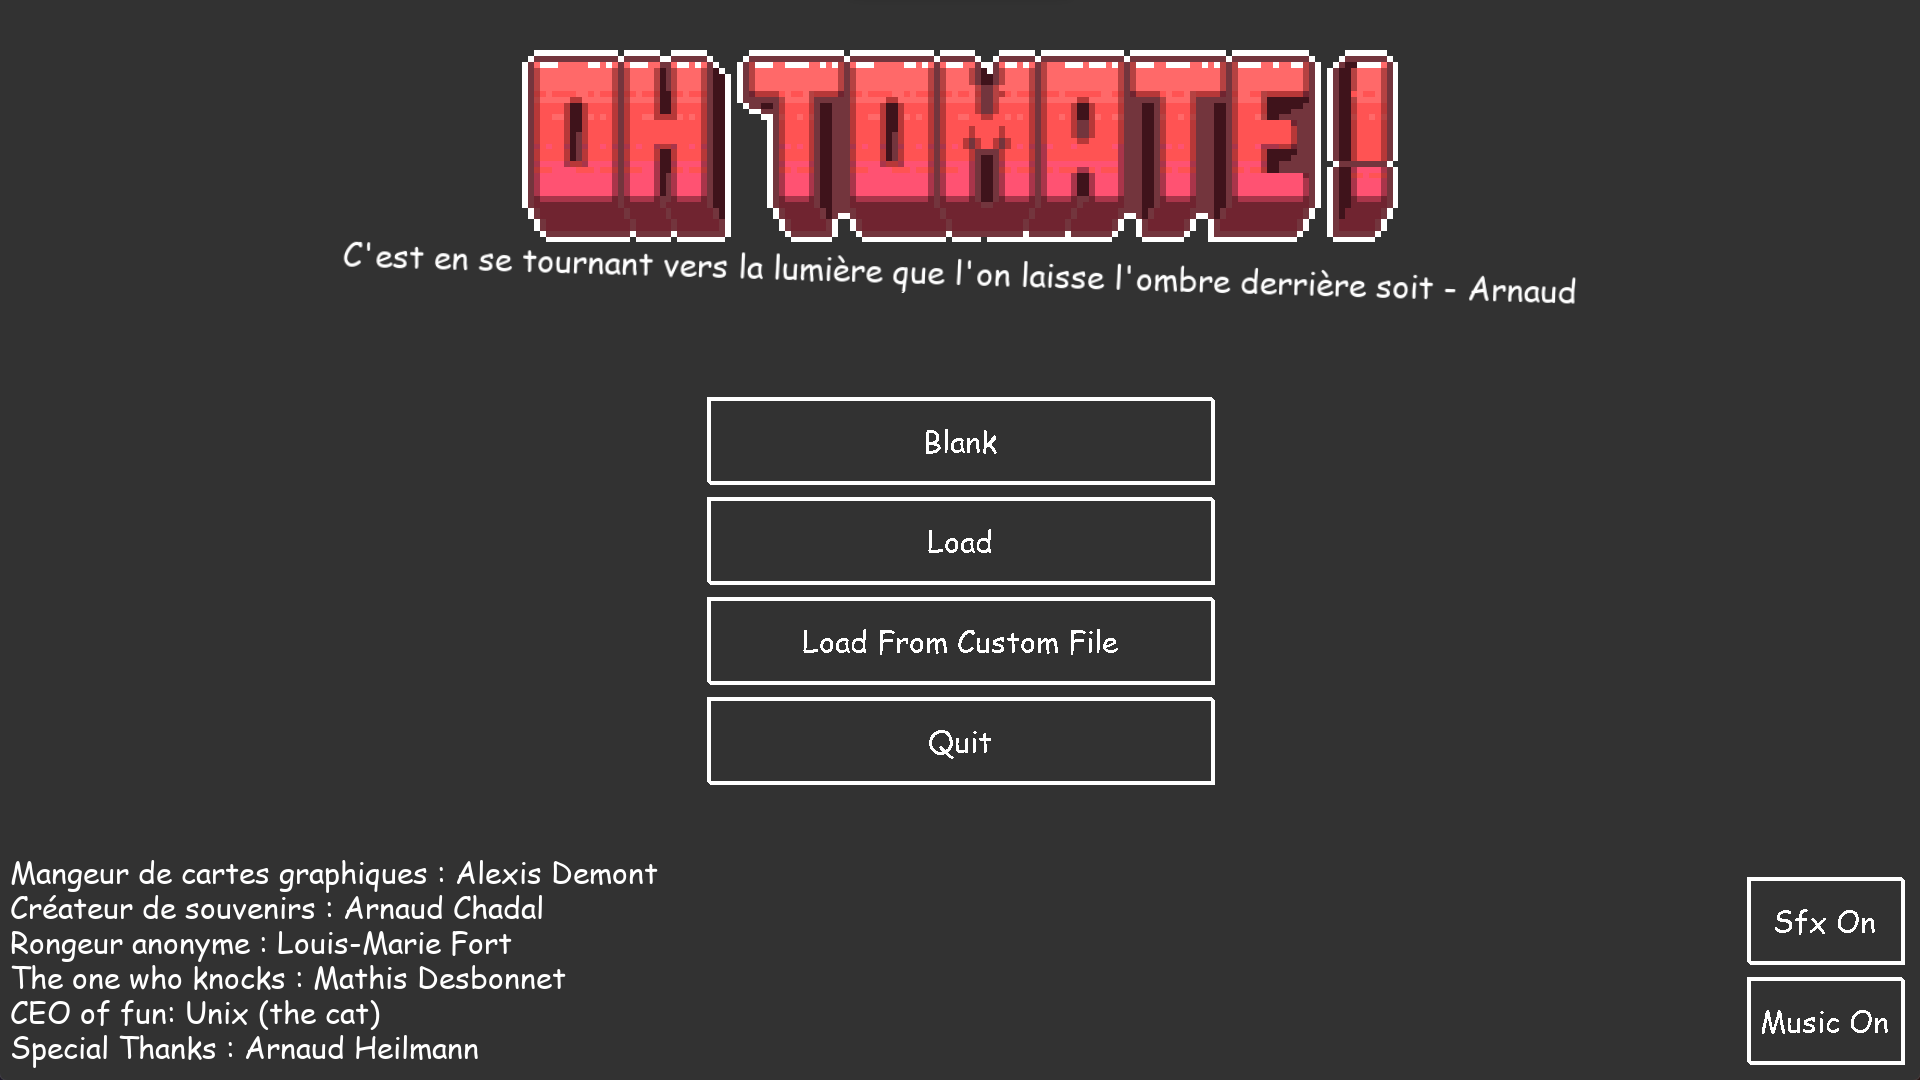 OH TOMATE!
C'est en se tournant vers la lumière que l'on laisse l'ombre derrière soit - Arnaud
Blank
Load
Load From Custom File
Quit
Mangeur de cartes graphiques : Alexis Demont
Créateur de souvenirs : Arnaud Chadal
Rongeur anonyme : Louis-Marie Fort
The one who knocks : Mathis Desbonnet
CEO of fun: Unix (the cat)
Special Thanks : Arnaud Heilmann
Sfx On
Music On